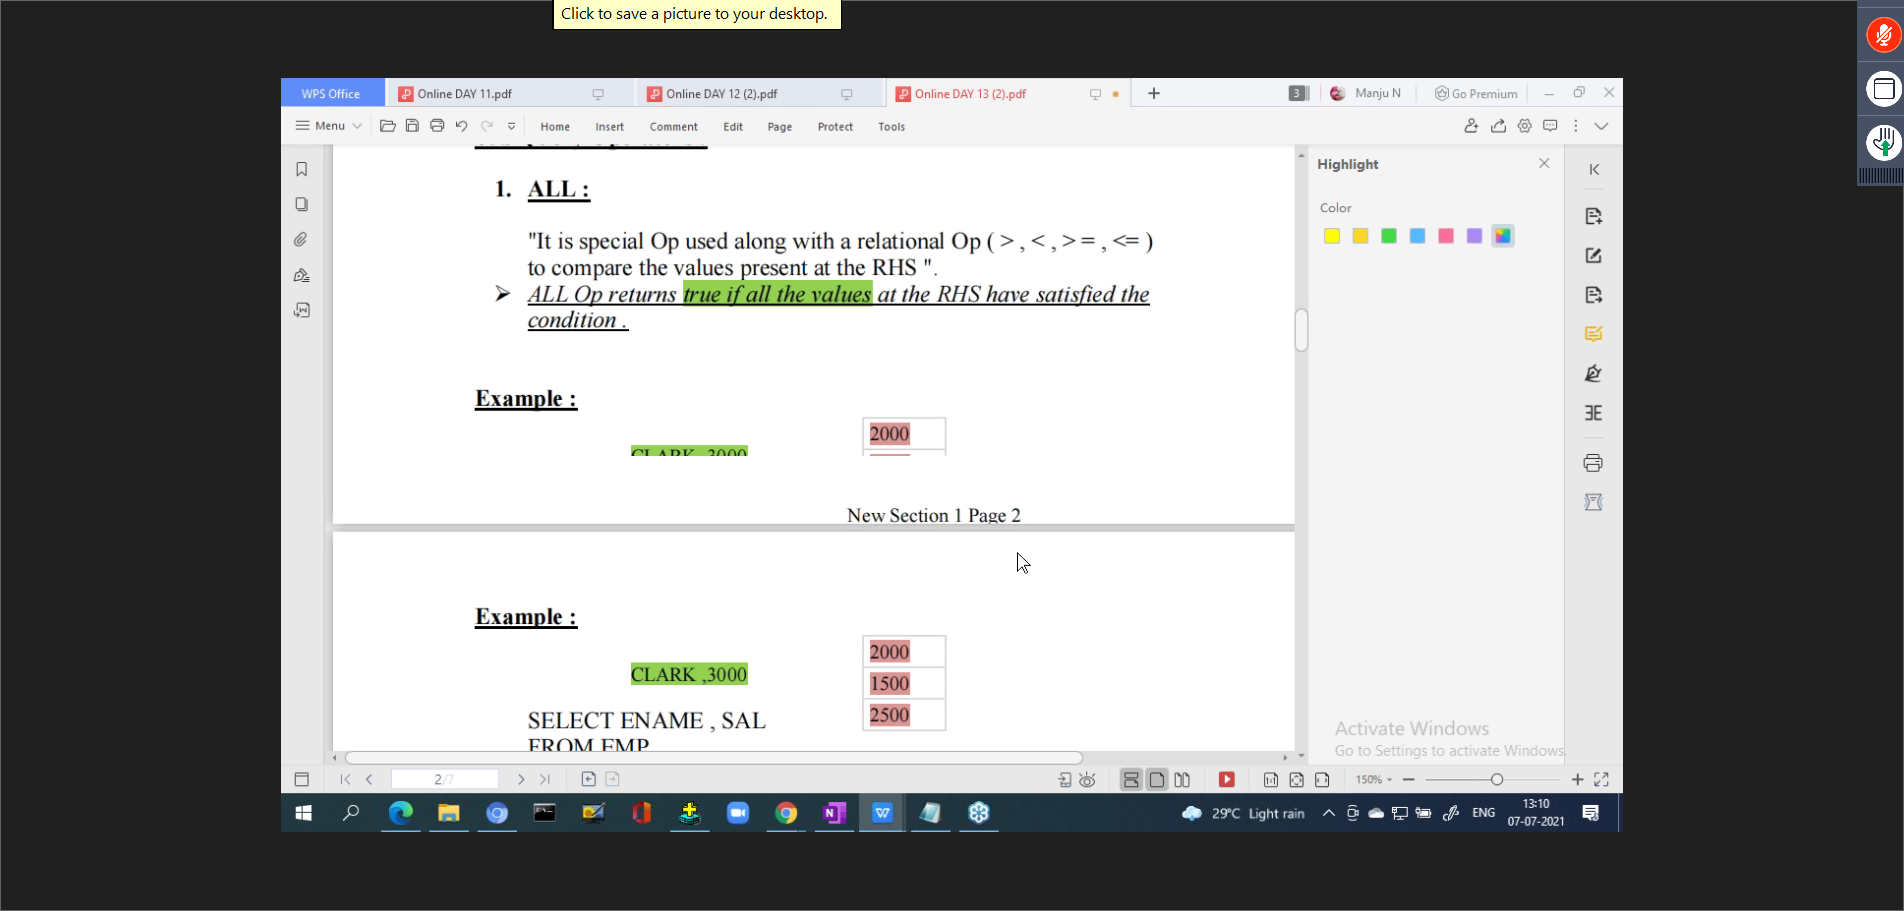 Click to save a picture to your desktop.
WPS Office
Online DAY 11.pdf
Online DAY 12 (2).pdf
Online DAY 13 (2).pdf
3
Manju N
Go Premium
Menu
Home
Insert
Comment
Edit
Page
Protect
Tools
1. ALL :
"It is special Op used along with a relational Op ( > , < , > = , <= )
to compare the values present at the RHS ".
➤ ALL Op returns true if all the values at the RHS have satisfied the
condition .
Example :
2000
CLARK ,3000
New Section 1 Page 2
Example :
2000
CLARK ,3000
1500
2500
SELECT ENAME , SAL
FROM EMP
Highlight
Color
Activate Windows
Go to Settings to activate Windows.
2/7
150%
29°C Light rain
ENG
13:10
07-07-2021